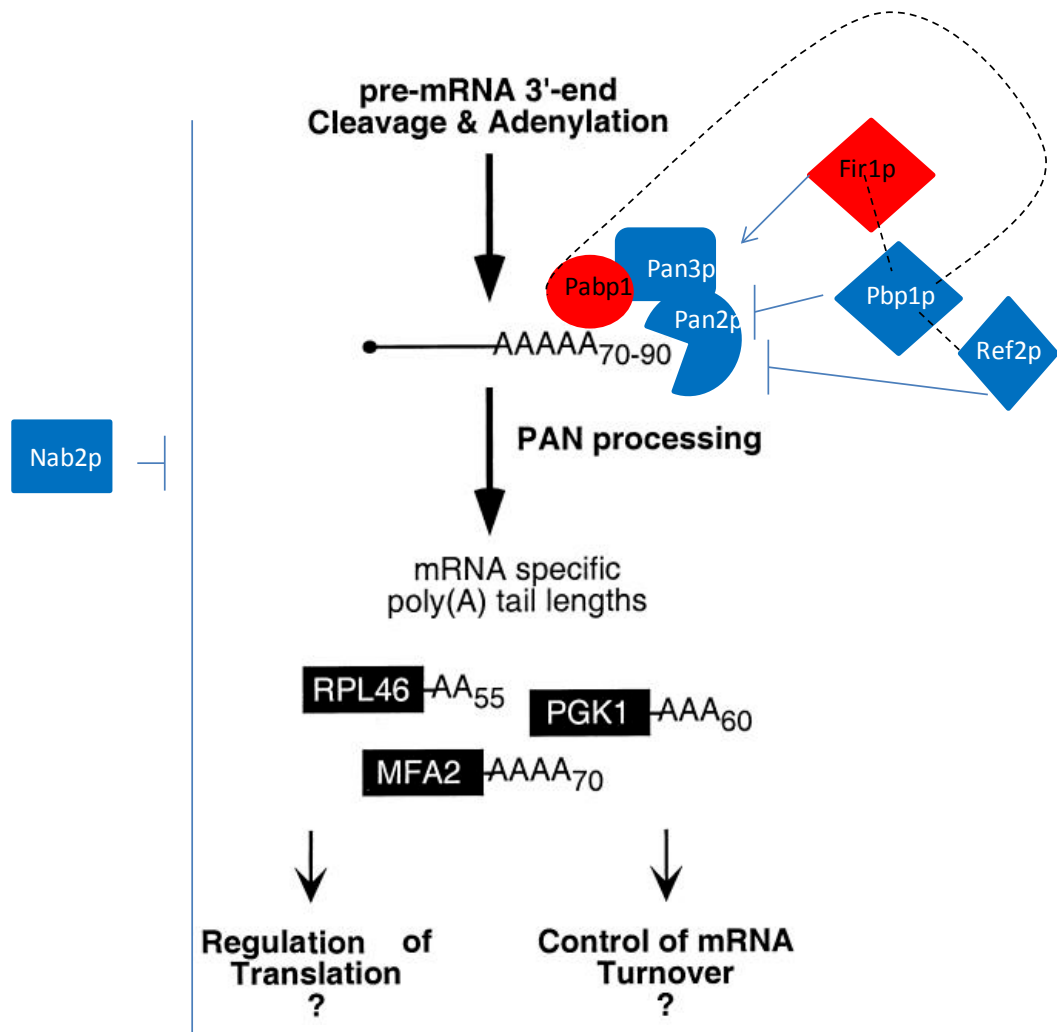 pre-mRNA 3'-end
Cleavage & Adenylation
Fir1p
Pabp1
Pan3p
Pan2p
Pbp1p
Ref2p
AAAAA70-90
PAN processing
Nab2p
mRNA specific
poly(A) tail lengths
RPL46 AA55
PGK1 AAA60
MFA2 AAAA70
Regulation of
Translation
?
Control of mRNA
Turnover
?